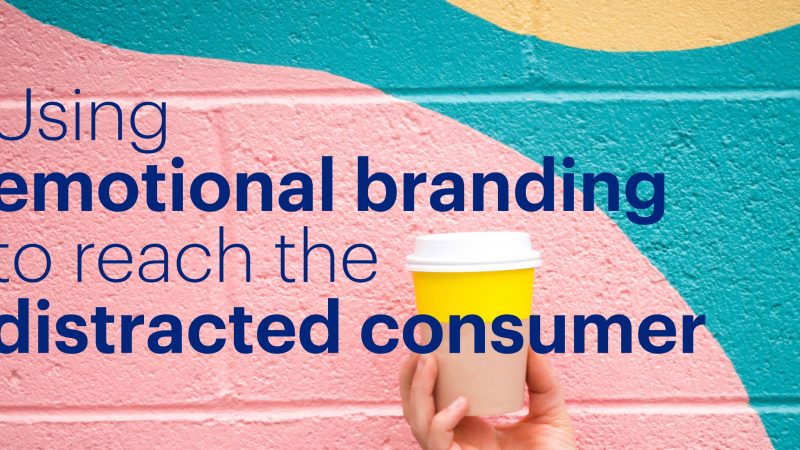 Using
emotional branding
to reach the
distracted consumer